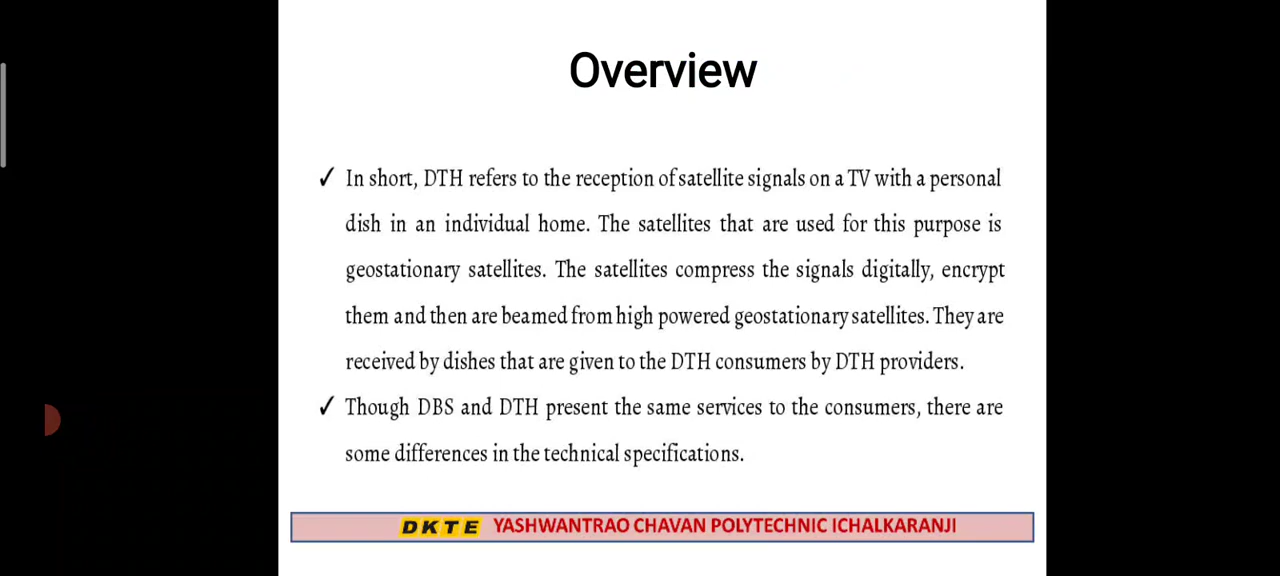 Overview
✓ In short, DTH refers to the reception of satellite signals on a TV with a personal
dish in an individual home. The satellites that are used for this purpose is
geostationary satellites. The satellites compress the signals digitally, encrypt
them and then are beamed from high powered geostationary satellites. They are
received by dishes that are given to the DTH consumers by DTH providers.
✓ Though DBS and DTH present the same services to the consumers, there are
some differences in the technical specifications.
DKTE YASHWANTRAO CHAVAN POLYTECHNIC ICHALKARANJI